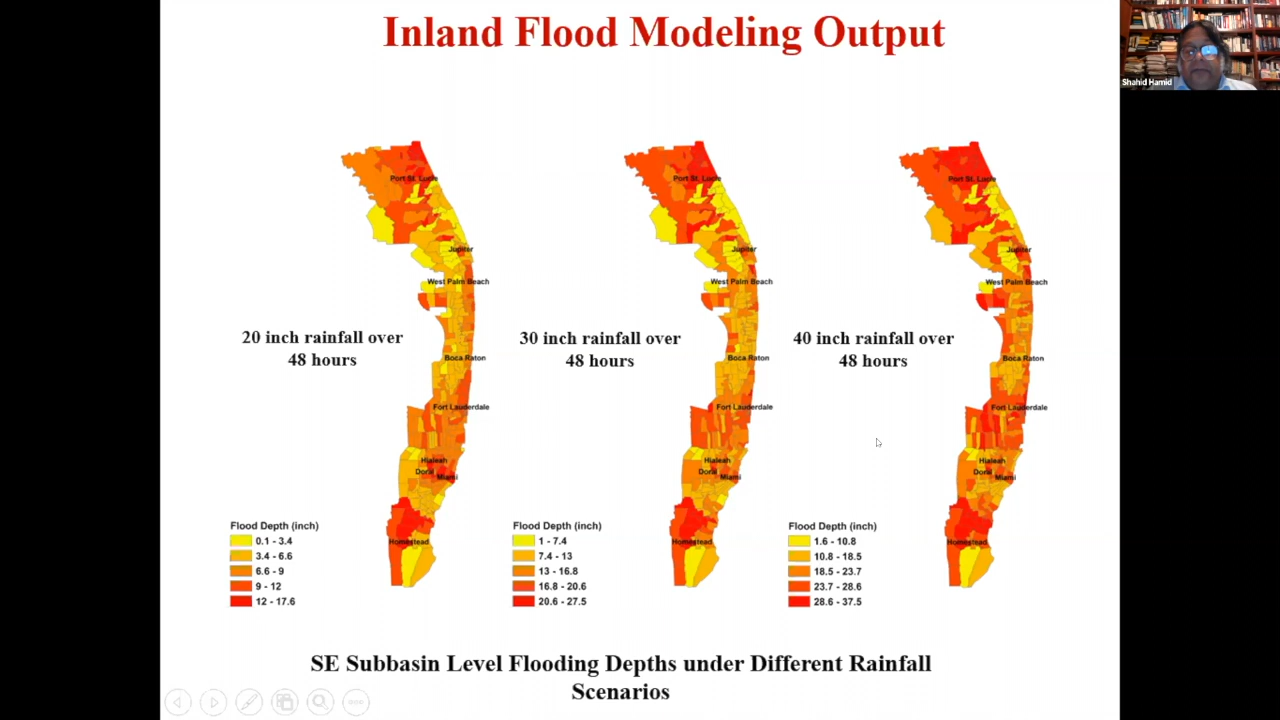 Inland Flood Modeling Output
Shahid Hamid
Port St. Lucie
Jupiter
West Palm Beach
Boca Raton
Fort Lauderdale
Hialeah
Doral
Miami
Homestead
20 inch rainfall over
48 hours
Flood Depth (inch)
0.1 - 3.4
3.4 - 6.6
6.6 - 9
9 - 12
12 - 17.6
Port St. Lucie
Jupiter
West Palm Beach
Boca Raton
Fort Lauderdale
Hialeah
Doral
Miami
Homestead
30 inch rainfall over
48 hours
Flood Depth (inch)
1 - 7.4
7.4 - 13
13 - 16.8
16.8 - 20.6
20.6 - 27.5
Port St. Lucie
Jupiter
West Palm Beach
Boca Raton
Fort Lauderdale
Hialeah
Doral
Miami
Homestead
40 inch rainfall over
48 hours
Flood Depth (inch)
1.6 - 10.8
10.8 - 18.5
18.5 - 23.7
23.7 - 28.6
28.6 - 37.5
SE Subbasin Level Flooding Depths under Different Rainfall
Scenarios